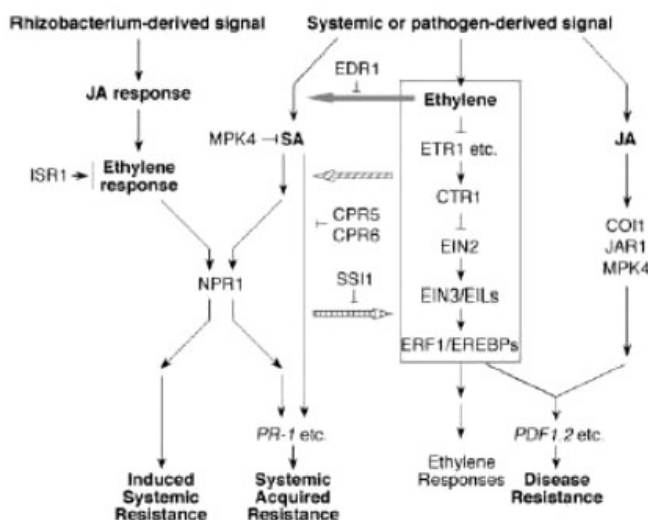 Rhizobacterium-derived signal
Systemic or pathogen-derived signal
EDR1
JA response
Ethylene
MPK4
SA
JA
ETR1 etc.
ISR1
Ethylene
response
CTR1
CPR5
CPR6
COI1
JAR1
MPK4
EIN2
NPR1
SSI1
EIN3/EILs
ERF1/EREBPs
PR-1 etc.
PDF1,2 etc.
Ethylene
Responses
Induced
Systemic
Resistance
Systemic
Acquired
Resistance
Disease
Resistance